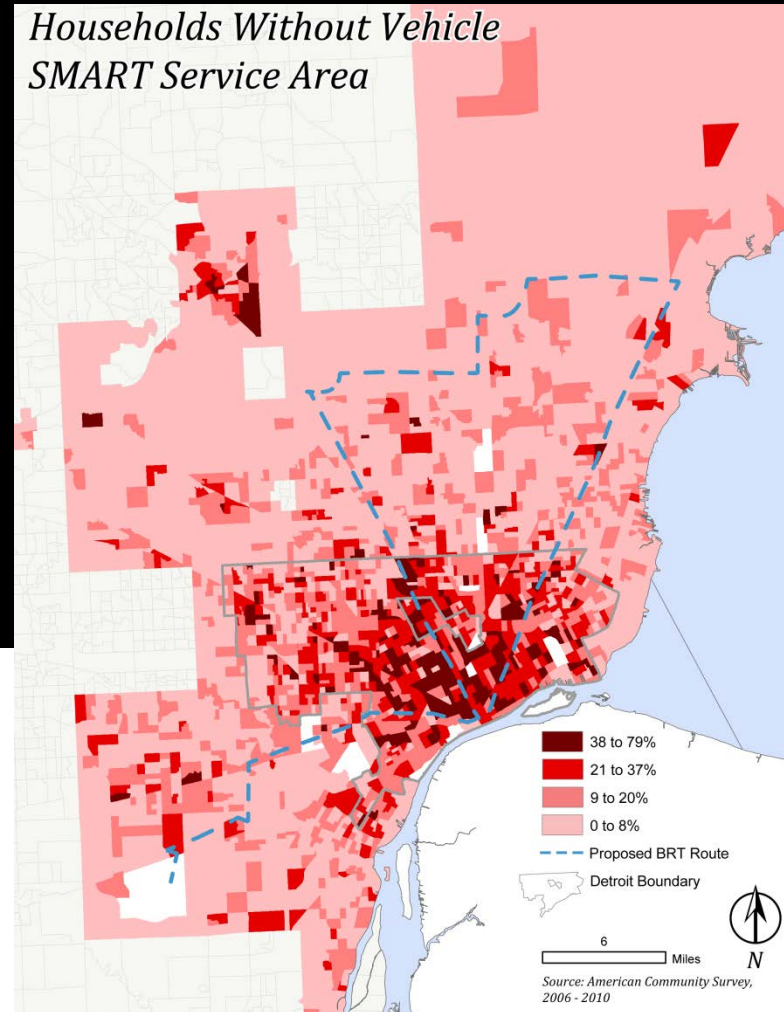 Households Without Vehicle
SMART Service Area
38 to 79%
21 to 37%
9 to 20%
0 to 8%
Proposed BRT Route
Detroit Boundary
6
Miles
N
Source: American Community Survey,
2006 - 2010